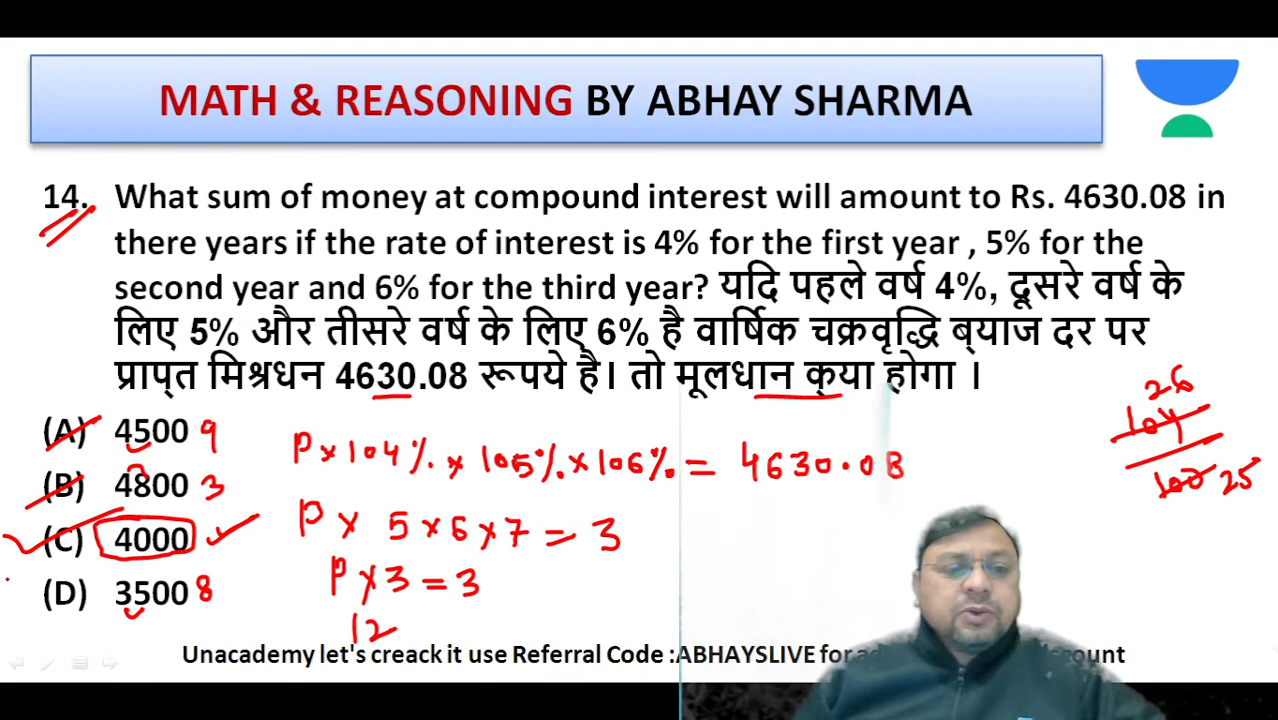 MATH & REASONING BY ABHAY SHARMA
14. What sum of money at compound interest will amount to Rs. 4630.08 in
there years if the rate of interest is 4% for the first year , 5% for the
second year and 6% for the third year? यदि पहले वर्ष 4%, दूसरे वर्ष के
लिए 5% और तीसरे वर्ष के लिए 6% है वार्षिक चक्रवृद्धि ब्याज दर पर
प्राप्त मिश्रधन 4630.08 रूपये है। तो मूलधान क्या होगा ।
26
104
100 25
(A) 4500 9
P × 104% × 105% × 106% = 4630.08
(B) 4800 3
P × 5 × 6 × 7 = 3
(C) 4000
P × 3 = 3
(D) 3500 8
12
Unacademy let's creack it use Referral Code :ABHAYSLIVE for